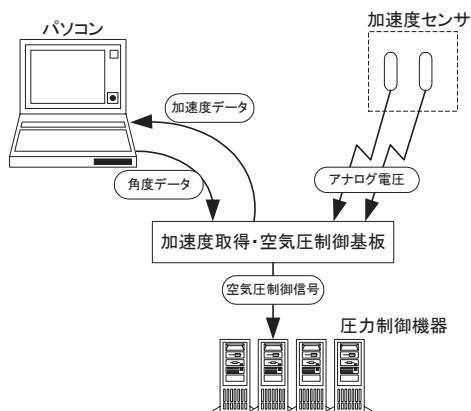 パソコン
加速度センサ
加速度データ
角度データ
アナログ電圧
加速度取得・空気圧制御基板
空気圧制御信号
圧力制御機器